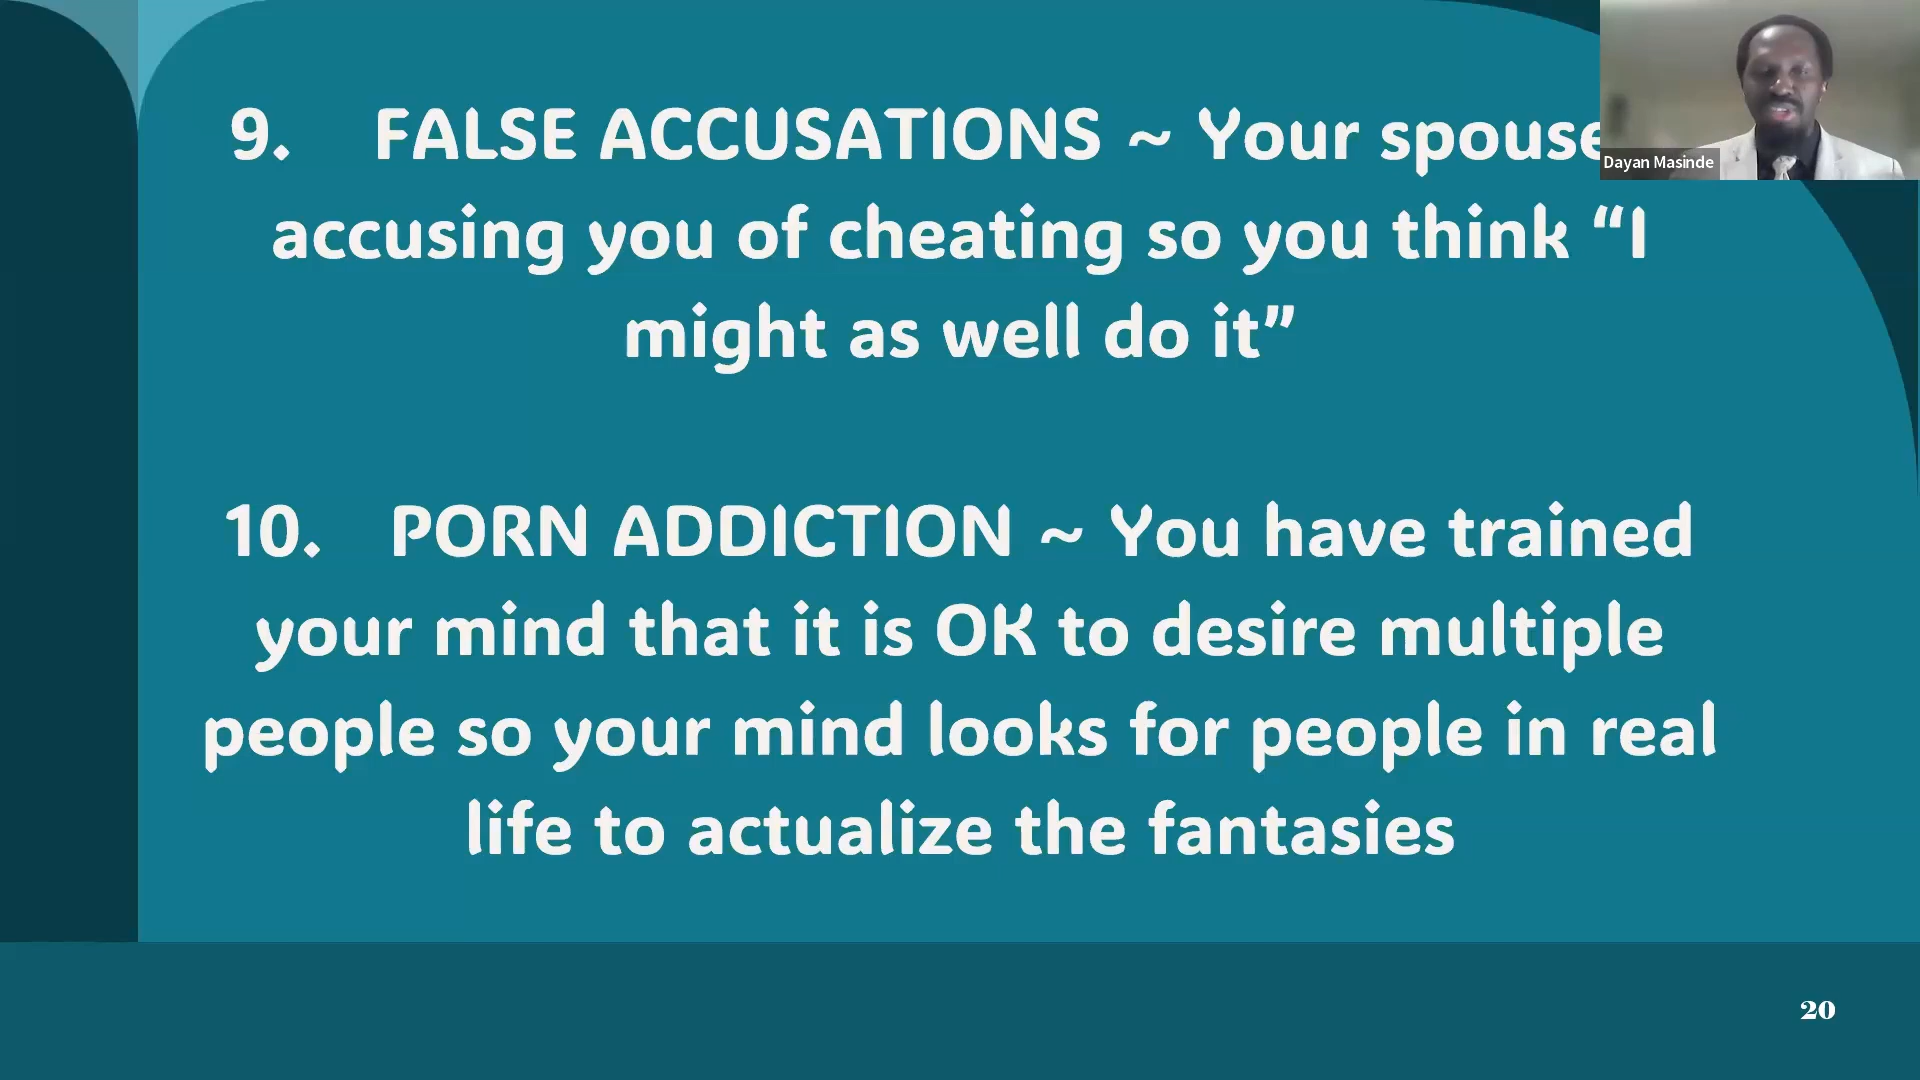 9. FALSE ACCUSATIONS ~ Your spouse
accusing you of cheating so you think “I
might as well do it”
10. PORN ADDICTION ~ You have trained
your mind that it is OK to desire multiple
people so your mind looks for people in real
life to actualize the fantasies
Dayan Masinde
20